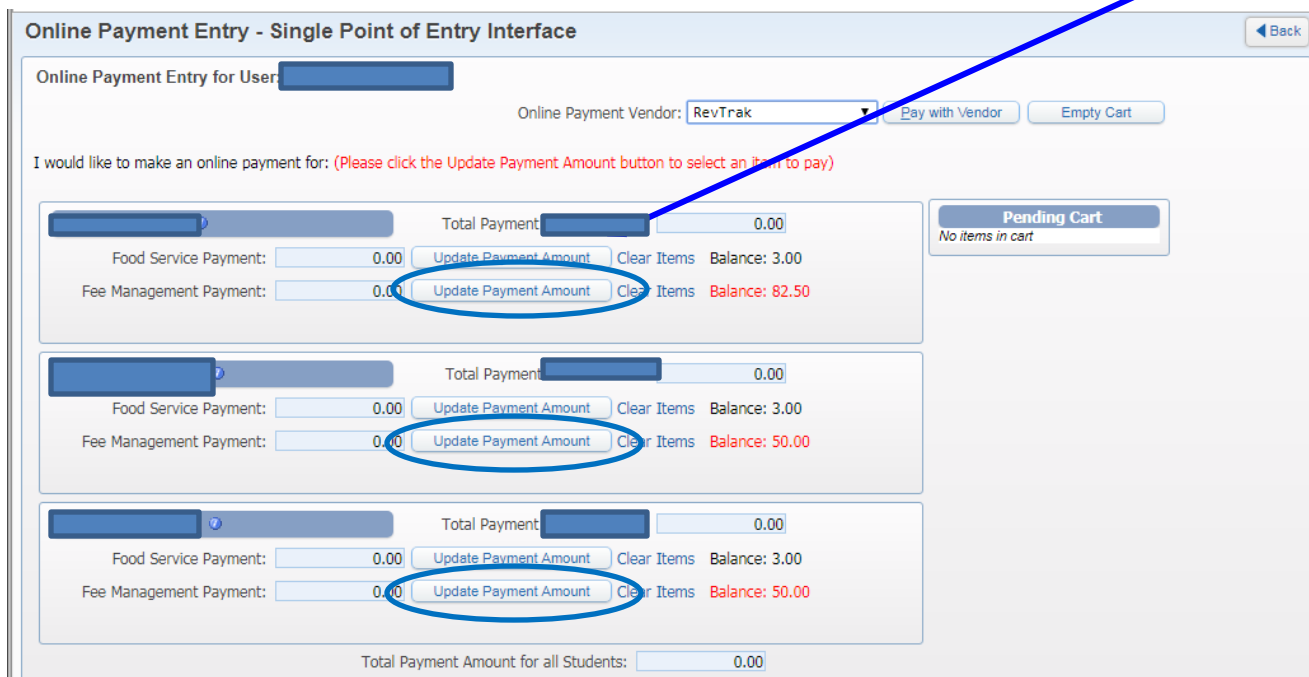 Online Payment Entry - Single Point of Entry Interface
Back
Online Payment Entry for User:
Online Payment Vendor: RevTrak Pay with Vendor Empty Cart
I would like to make an online payment for: (Please click the Update Payment Amount button to select an item to pay)
Total Payment 0.00
Pending Cart
No items in cart
Food Service Payment: 0.00 Update Payment Amount Clear Items Balance: 3.00
Fee Management Payment: 0.00 Update Payment Amount Clear Items Balance: 82.50
Total Payment 0.00
Food Service Payment: 0.00 Update Payment Amount Clear Items Balance: 3.00
Fee Management Payment: 0.00 Update Payment Amount Clear Items Balance: 50.00
Total Payment 0.00
Food Service Payment: 0.00 Update Payment Amount Clear Items Balance: 3.00
Fee Management Payment: 0.00 Update Payment Amount Clear Items Balance: 50.00
Total Payment Amount for all Students: 0.00